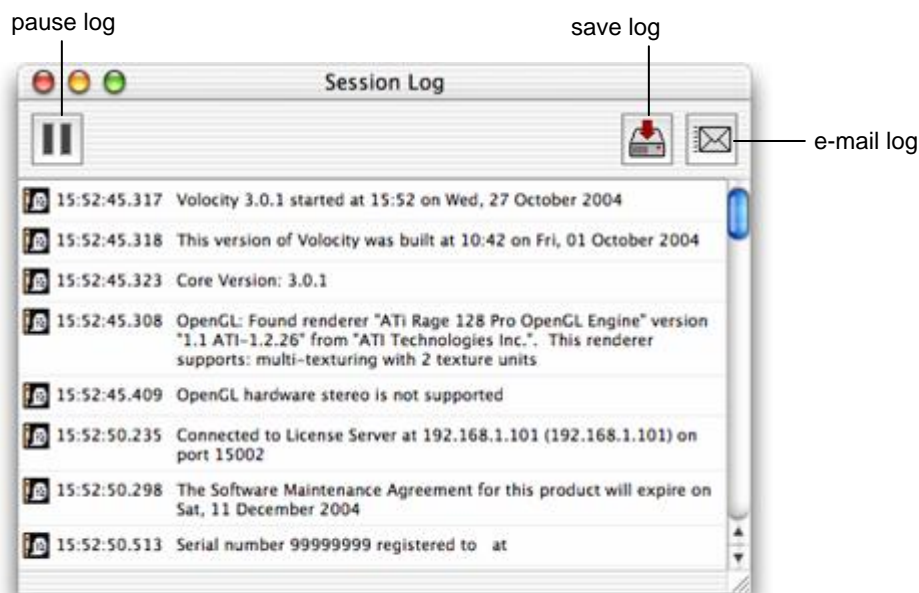 pause log
save log
Session Log
e-mail log
15:52:45.317 Volocity 3.0.1 started at 15:52 on Wed, 27 October 2004
15:52:45.318 This version of Volocity was built at 10:42 on Fri, 01 October 2004
15:52:45.323 Core Version: 3.0.1
15:52:45.308 OpenGL: Found renderer "ATi Rage 128 Pro OpenGL Engine" version
"1.1 ATI-1.2.26" from "ATI Technologies Inc.". This renderer
supports: multi-texturing with 2 texture units
15:52:45.409 OpenGL hardware stereo is not supported
15:52:50.235 Connected to License Server at 192.168.1.101 (192.168.1.101) on
port 15002
15:52:50.298 The Software Maintenance Agreement for this product will expire on
Sat, 11 December 2004
15:52:50.513 Serial number 99999999 registered to at